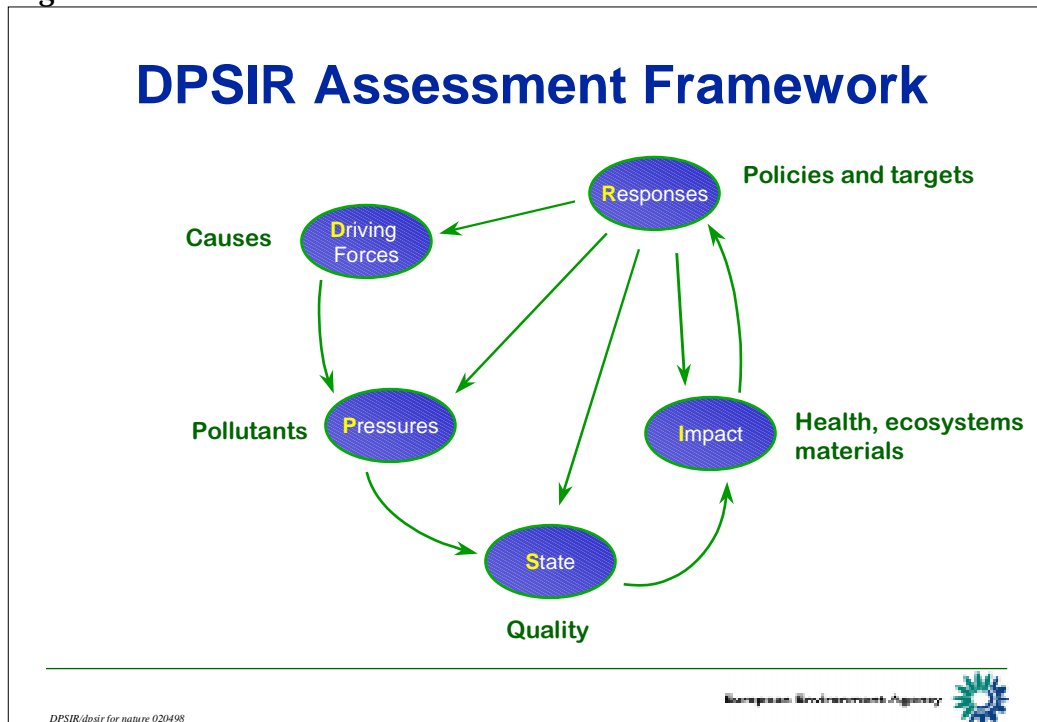 DPSIR Assessment Framework
Responses
Policies and targets
Causes
Driving
Forces
Pollutants
Pressures
Impact
Health, ecosystems
materials
State
Quality
European Environment Agency
DPSIR/dpsir for nature 020498